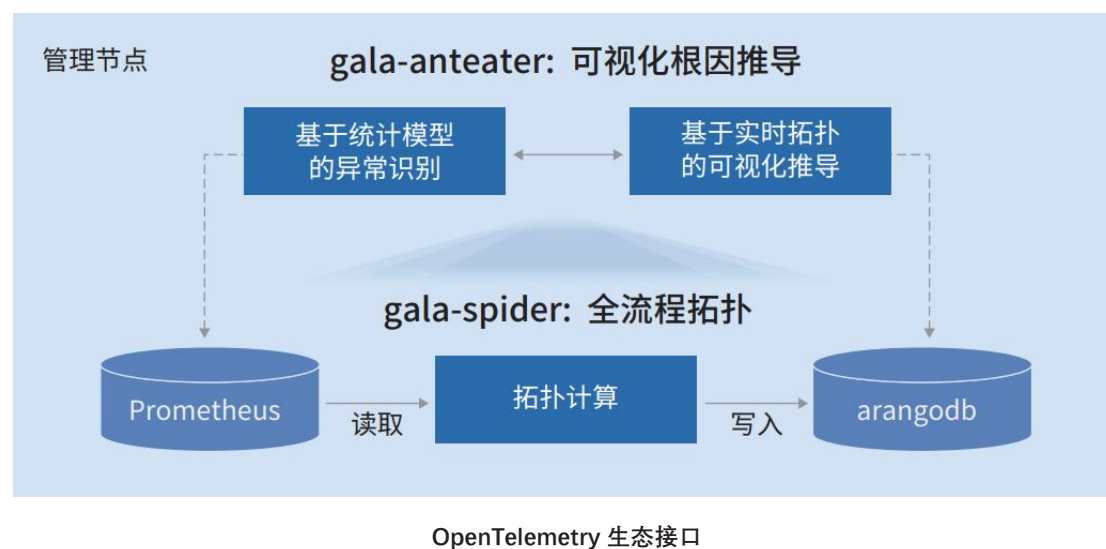 管理节点
gala-anteater: 可视化根因推导
基于统计模型
的异常识别
基于实时拓扑
的可视化推导
gala-spider: 全流程拓扑
Prometheus
读取
拓扑计算
写入
arangodb
OpenTelemetry 生态接口